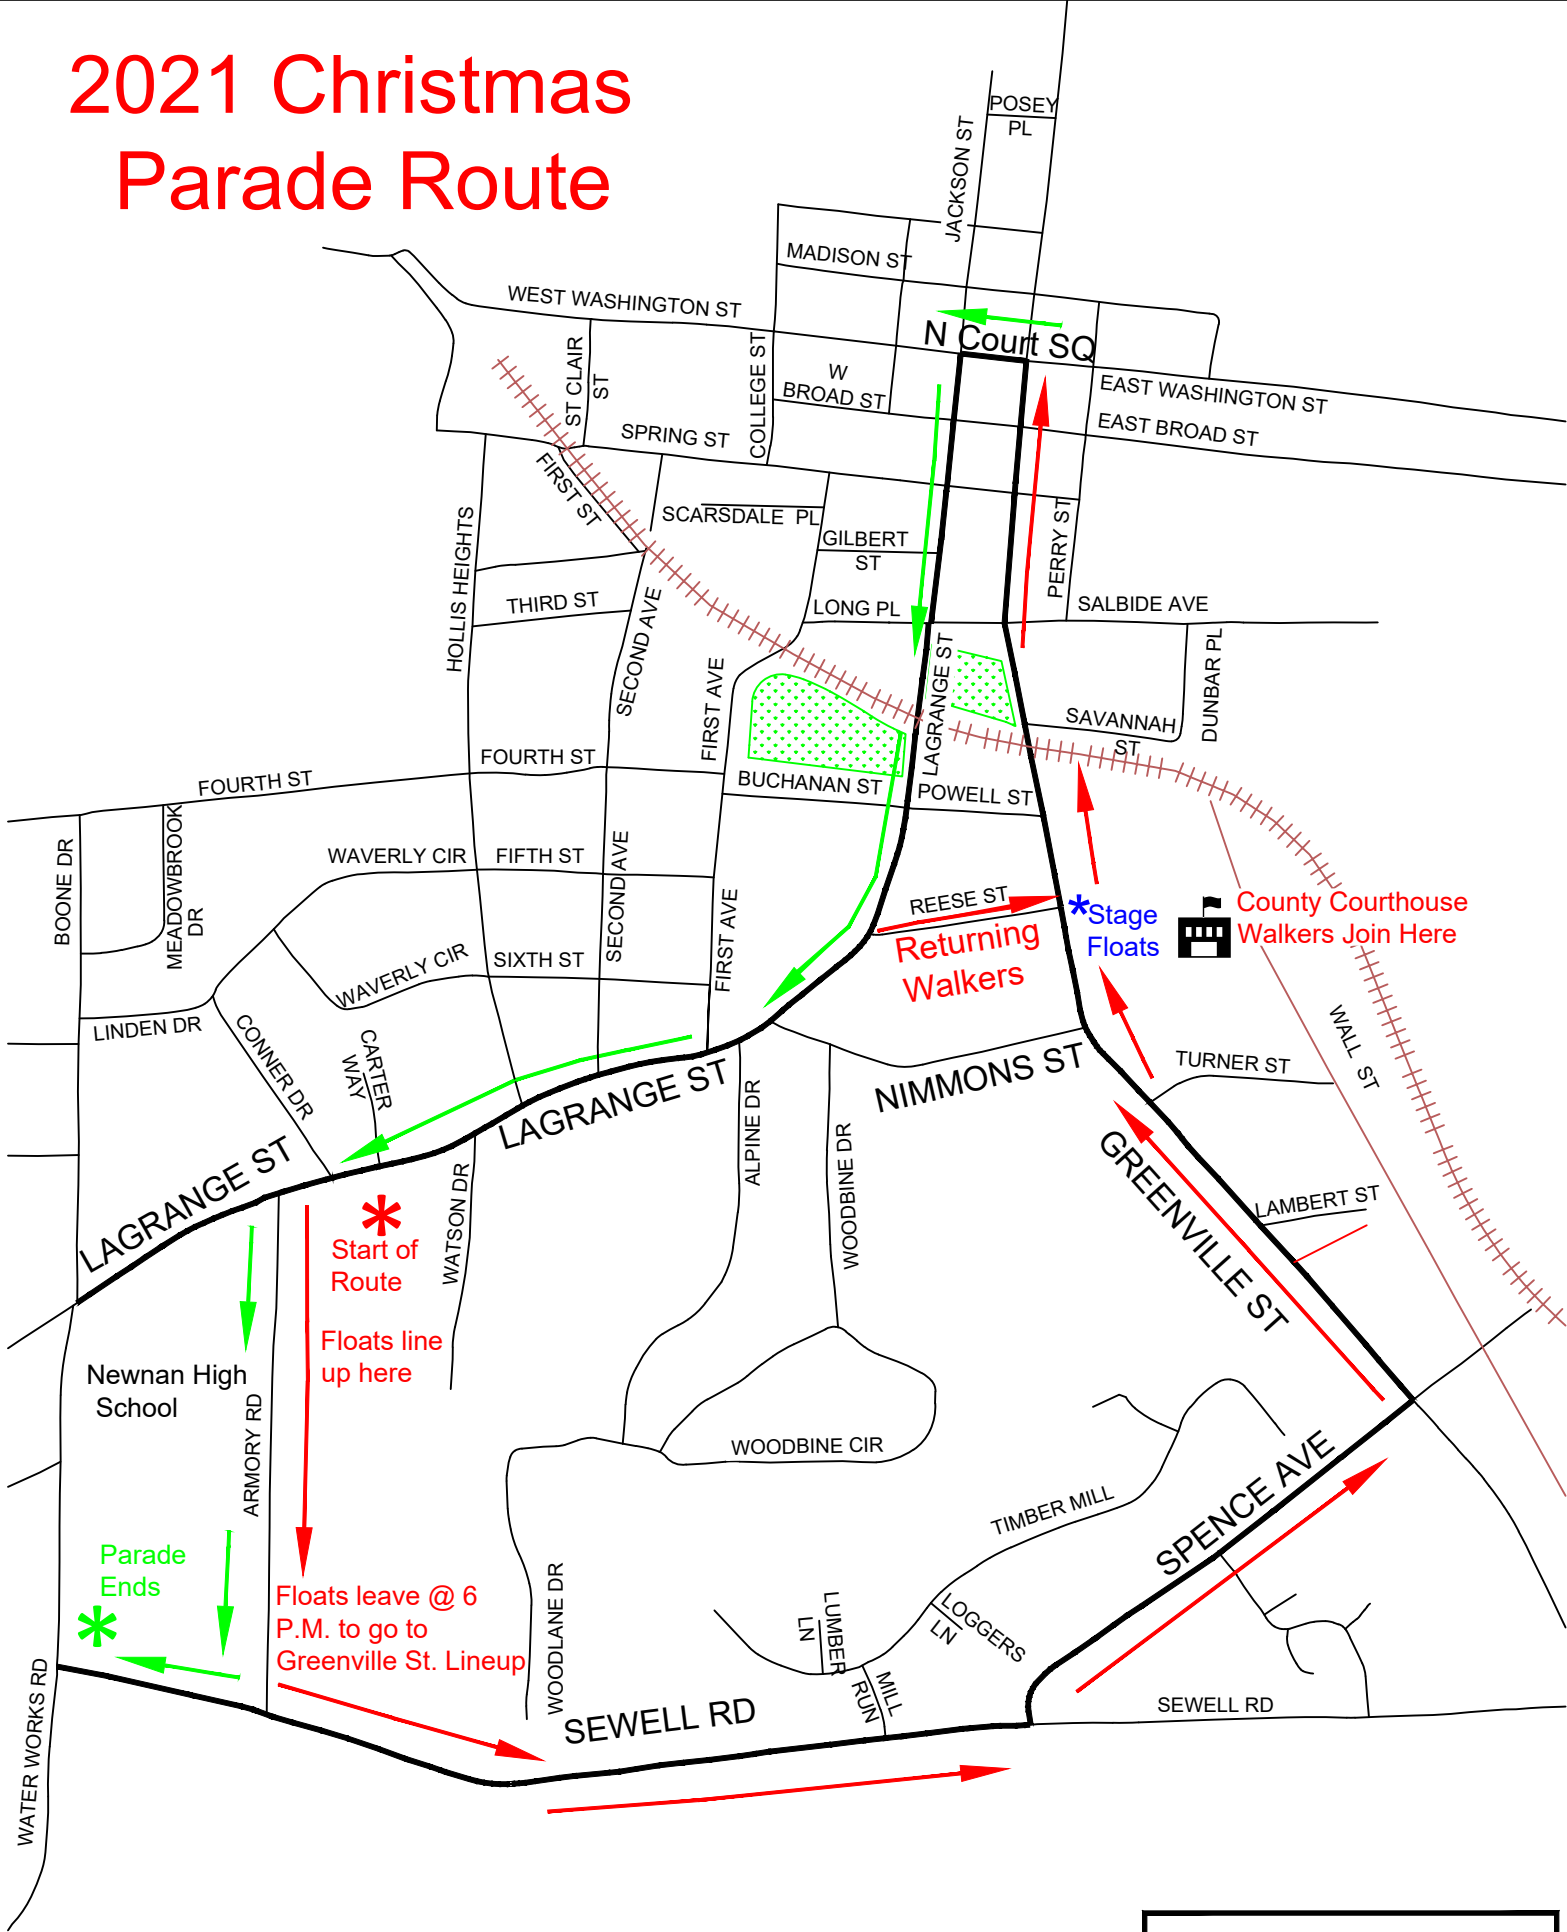 2021 Christmas
Parade Route
POSEY
PL
JACKSON ST
MADISON ST
WEST WASHINGTON ST
N Court SQ
ST CLAIR
ST
COLLEGE ST
W
BROAD ST
EAST WASHINGTON ST
EAST BROAD ST
SPRING ST
FIRST ST
SCARSDALE PL
GILBERT
ST
PERRY ST
HOLLIS HEIGHTS
THIRD ST
LONG PL
SALBIDE AVE
SECOND AVE
FIRST AVE
LAGRANGE ST
DUNBAR PL
SAVANNAH
ST
FOURTH ST
FOURTH ST
BUCHANAN ST
POWELL ST
BOONE DR
MEADOWBROOK
DR
WAVERLY CIR
FIFTH ST
SECOND AVE
FIRST AVE
REESE ST
Returning
Walkers
*Stage
Floats
County Courthouse
Walkers Join Here
WAVERLY CIR
SIXTH ST
LINDEN DR
CONNER DR
CARTER
WAY
WALL ST
TURNER ST
NIMMONS ST
LAGRANGE ST
ALPINE DR
WOODBINE DR
GREENVILLE ST
LAGRANGE ST
WATSON DR
LAMBERT ST
*
Start of
Route
Floats line
up here
Newnan High
School
ARMORY RD
WOODBINE CIR
SPENCE AVE
TIMBER MILL
Parade
Ends
*
Floats leave @ 6
P.M. to go to
Greenville St. Lineup
WOODLANE DR
LUMBER
LN
LOGGERS
LN
MILL
RUN
SEWELL RD
SEWELL RD
WATER WORKS RD